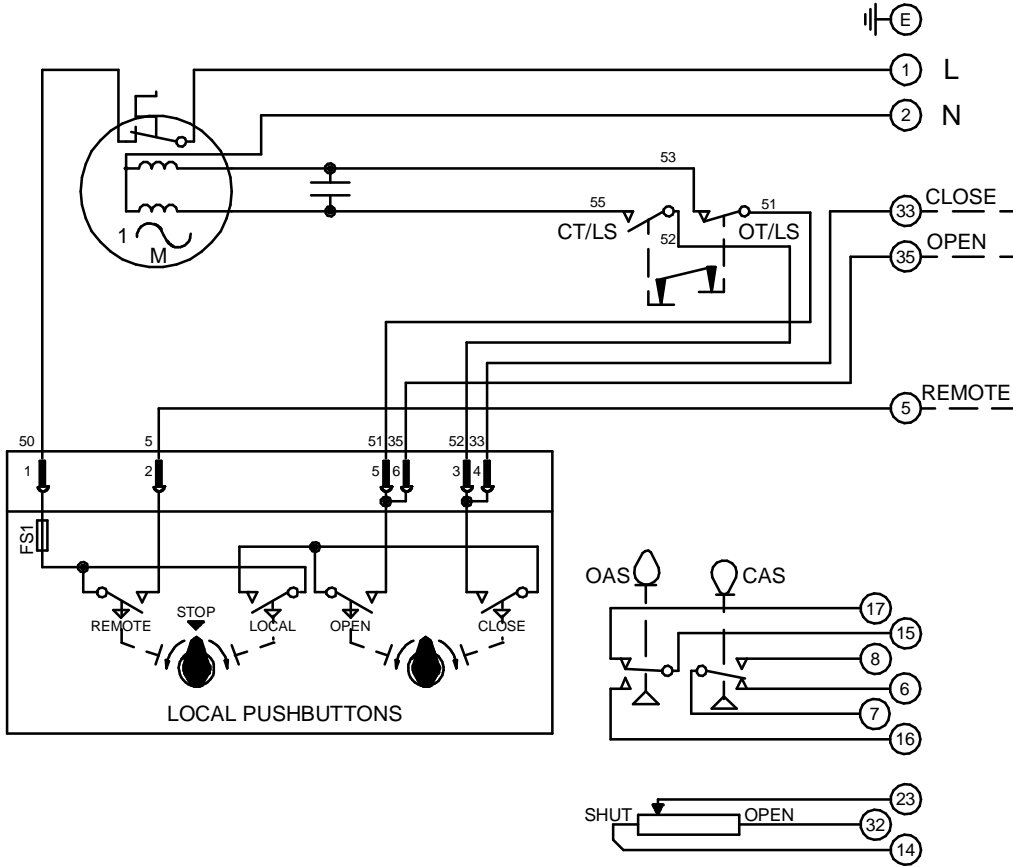 E
1 L
2 N
53
55
51
CT/LS
52
OT/LS
33 CLOSE
35 OPEN
1
M
5 REMOTE
50
5
51 35
52 33
1
2
5 6
3 4
FS1
REMOTE
STOP
LOCAL
OPEN
CLOSE
LOCAL PUSHBUTTONS
OAS
CAS
17
15
8
6
7
16
SHUT
OPEN
23
32
14